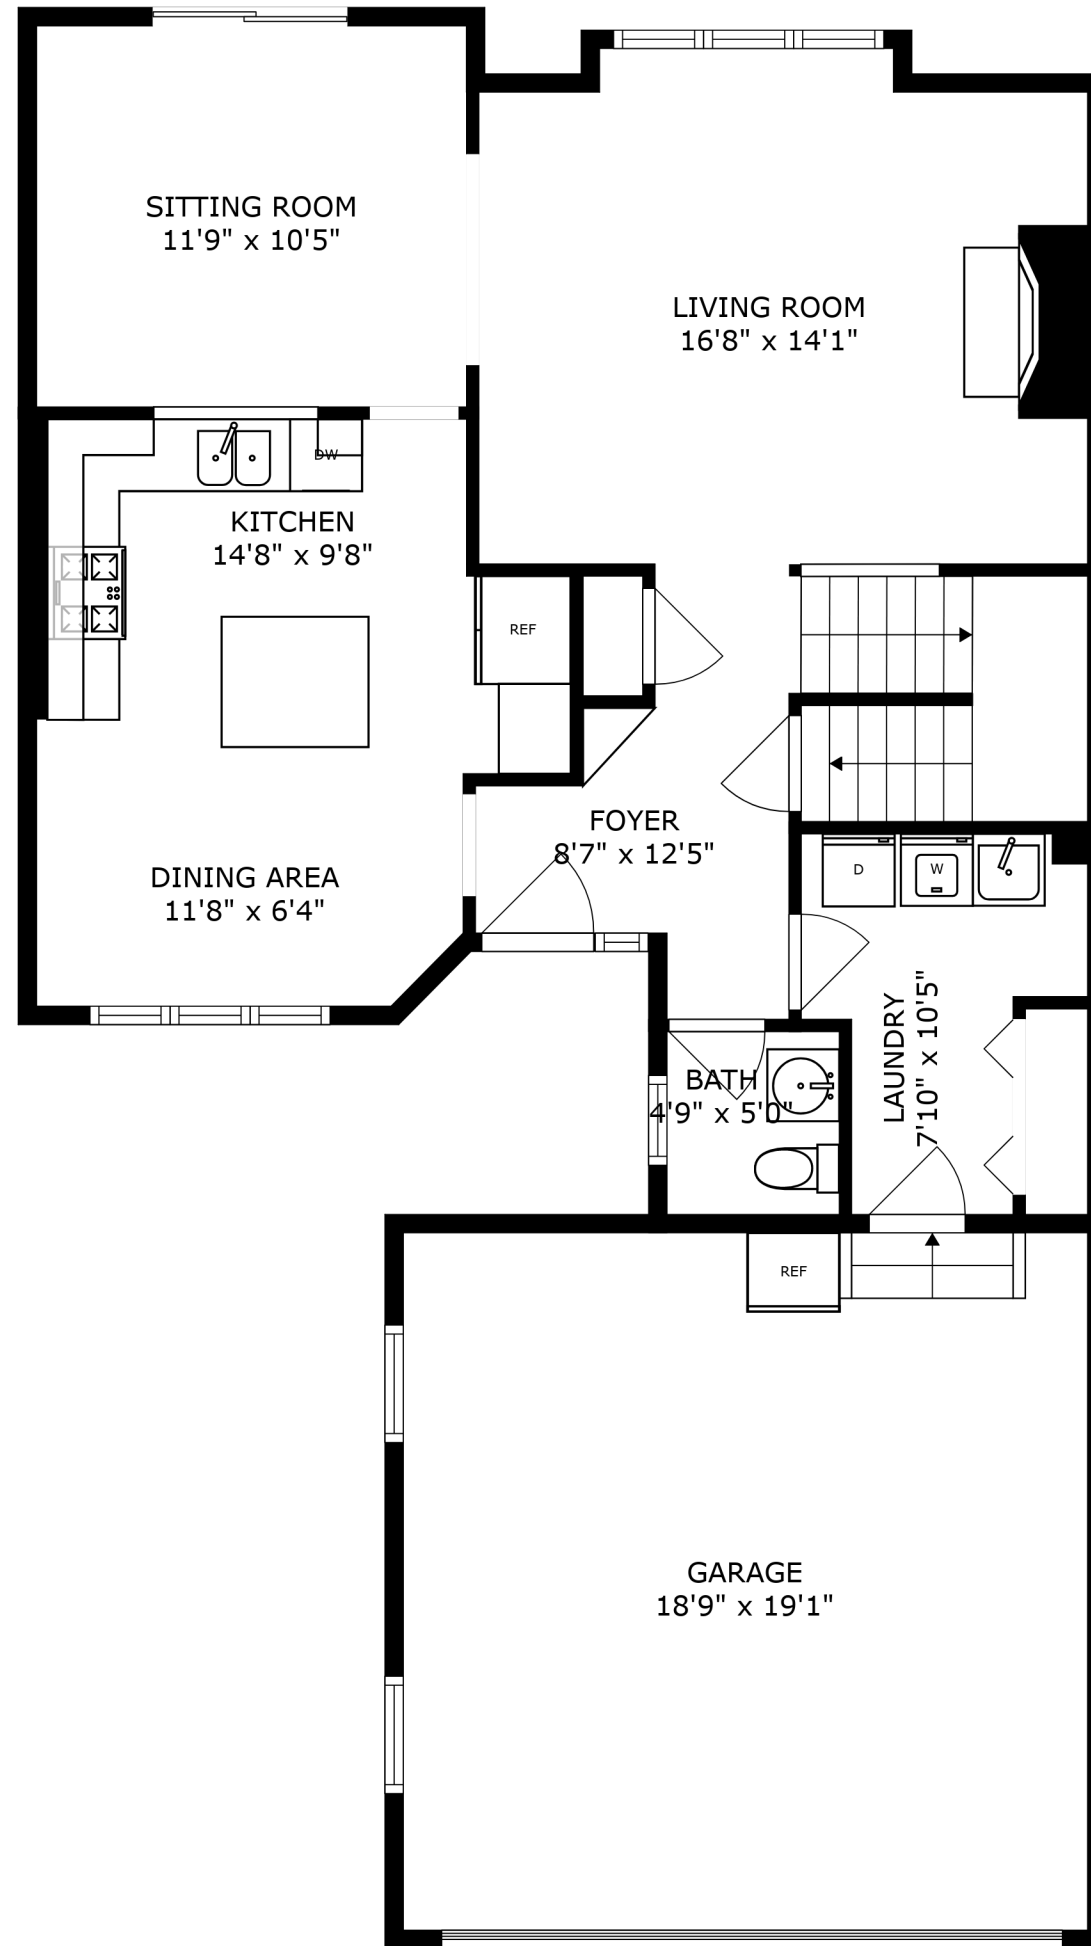 SITTING ROOM
11'9" x 10'5"
LIVING ROOM
16'8" x 14'1"
DW
KITCHEN
14'8" x 9'8"
REF
FOYER
8'7" x 12'5"
DINING AREA
11'8" x 6'4"
D
W
LAUNDRY
7'10" x 10'5"
BATH
4'9" x 5'0"
REF
GARAGE
18'9" x 19'1"